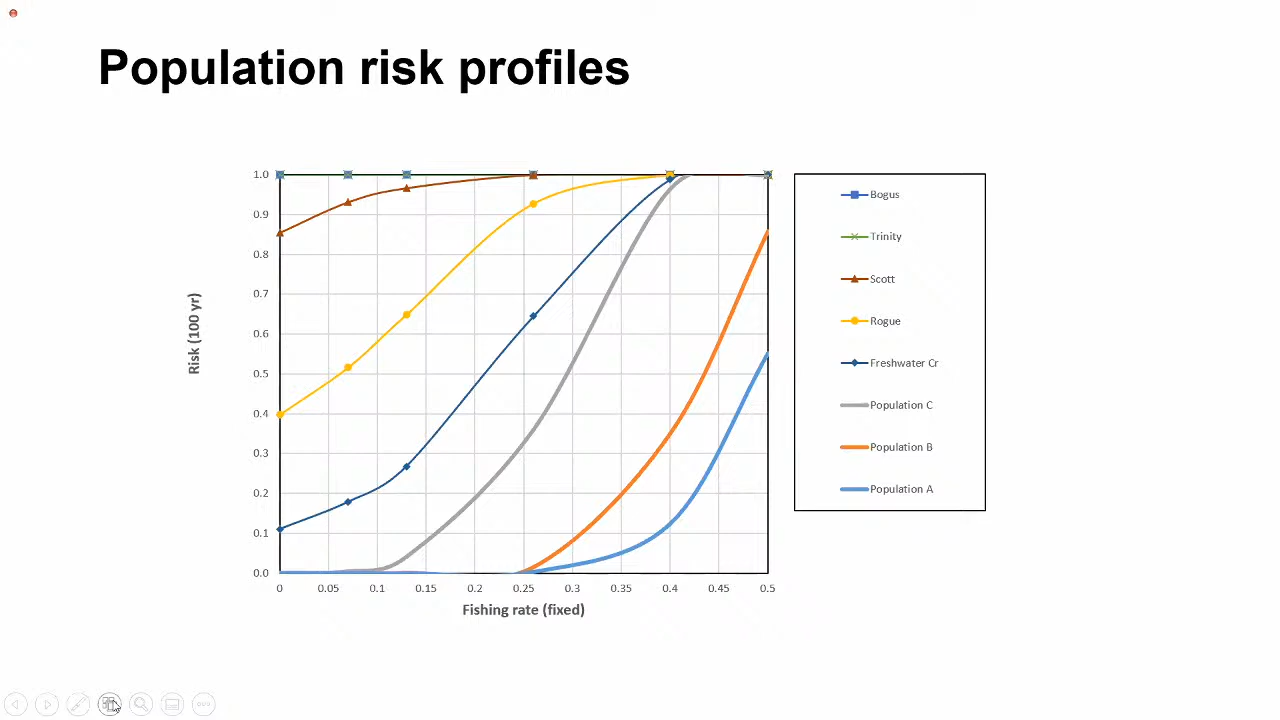 Population risk profiles
1.0
0.9
0.8
0.7
0.6
0.5
0.4
0.3
0.2
0.1
0.0
Risk (100 yr)
0 0.05 0.1 0.15 0.2 0.25 0.3 0.35 0.4 0.45 0.5
Fishing rate (fixed)
Bogus
Trinity
Scott
Rogue
Freshwater Cr
Population C
Population B
Population A